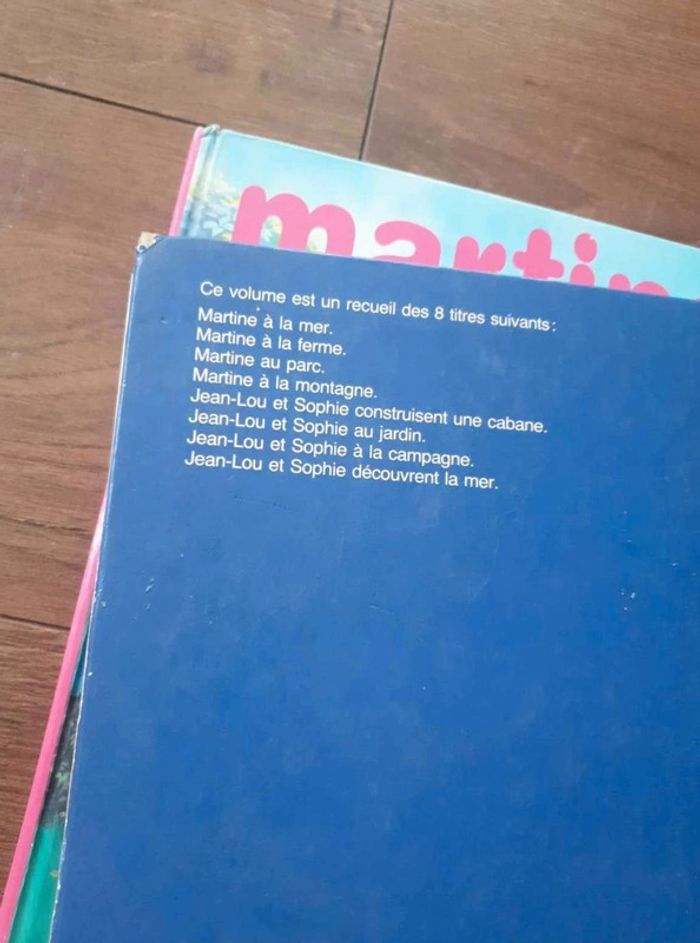 martin
Ce volume est un recueil des 8 titres suivants :
Martine à la mer.
Martine à la ferme.
Martine au parc.
Martine à la montagne.
Jean-Lou et Sophie construisent une cabane.
Jean-Lou et Sophie au jardin.
Jean-Lou et Sophie à la campagne.
Jean-Lou et Sophie découvrent la mer.